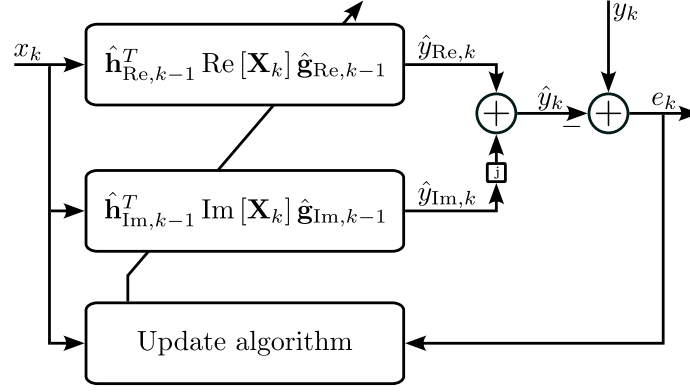 x_k
ĥ^T_{Re,k−1} Re [X_k] ĝ_{Re,k−1}
ŷ_{Re,k}
y_k
+
ŷ_k
−
+
e_k
j
ĥ^T_{Im,k−1} Im [X_k] ĝ_{Im,k−1}
ŷ_{Im,k}
Update algorithm